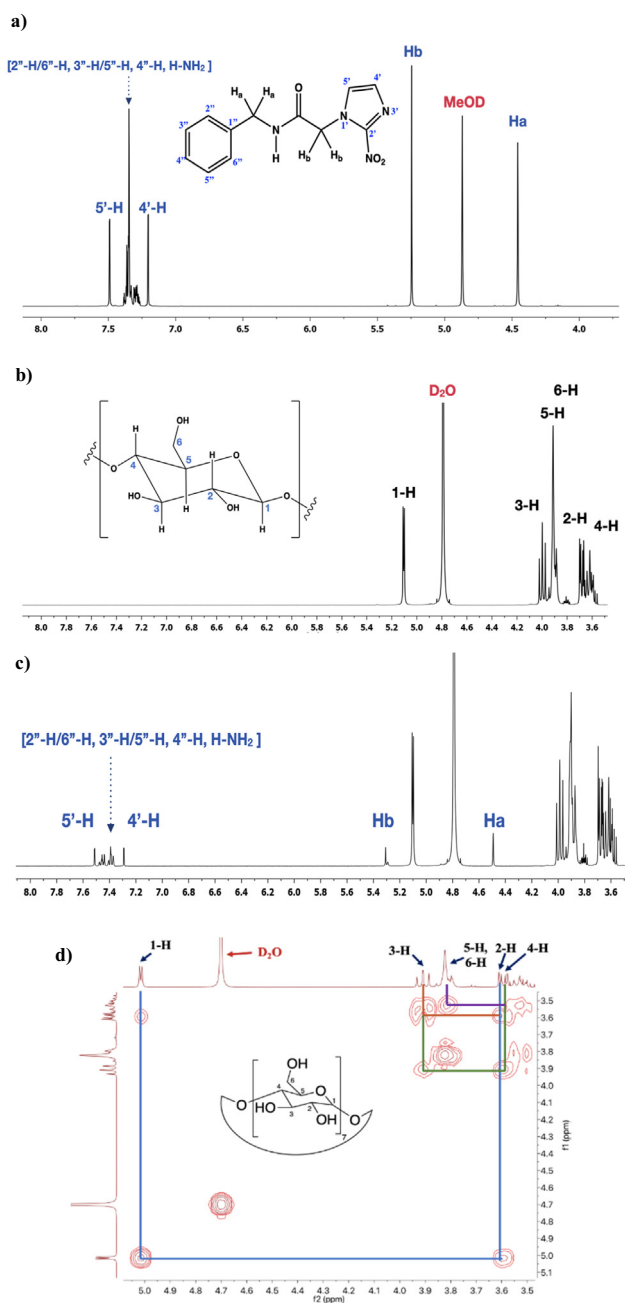 a)
Hb
[2”-H/6”-H, 3”-H/5”-H, 4”-H, H-NH₂ ]
MeOD
Ha
Ha Ha
O
5' 4'
2”
1”
3”
N
1'
N
3'
2'
4”
6”
5”
H
Hb Hb
NO₂
5’-H
4’-H
8.0 7.5 7.0 6.5 6.0 5.5 5.0 4.5 4.0
b)
D₂O
6-H
5-H
OH
6
H
H
O
4
5
O
1-H
3-H
2-H
4-H
HO
3
H
2
OH
1
O
H
H
8.0 7.8 7.6 7.4 7.2 7.0 6.8 6.6 6.4 6.2 6.0 5.8 5.6 5.4 5.2 5.0 4.8 4.6 4.4 4.2 4.0 3.8 3.6
c)
[2”-H/6”-H, 3”-H/5”-H, 4”-H, H-NH₂ ]
5’-H
4’-H
Hb
Ha
8.1 8.0 7.8 7.6 7.4 7.2 7.0 6.8 6.6 6.4 6.2 6.0 5.8 5.6 5.4 5.2 5.0 4.8 4.6 4.4 4.2 4.0 3.8 3.6
d)
1-H
D₂O
3-H
5-H,
6-H
2-H
4-H
3.5
3.6
3.7
3.8
3.9
4.0
4.1
4.2
4.3
4.4
4.5
4.6
4.7
4.8
4.9
5.0
5.1
f1 (ppm)
OH
6
4
5
O
O
HO
3
2
1
OH
O
7
5.0 4.9 4.8 4.7 4.6 4.5 4.4 4.3 4.2 4.1 4.0 3.9 3.8 3.7 3.6 3.5
f2 (ppm)